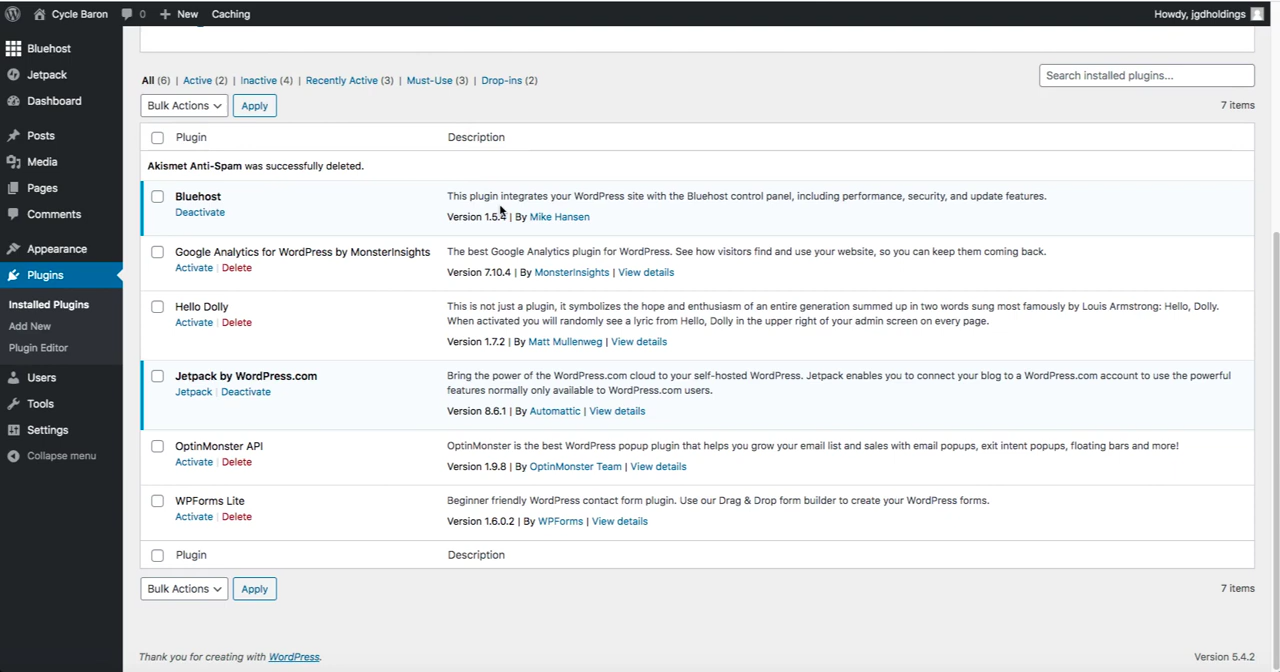 Cycle Baron 0 New Caching Howdy, jgdholdings
Bluehost
Jetpack
Dashboard
Posts
Media
Pages
Comments
Appearance
Plugins
Installed Plugins
Add New
Plugin Editor
Users
Tools
Settings
Collapse menu
All (6) | Active (2) | Inactive (4) | Recently Active (3) | Must-Use (3) | Drop-ins (2)
Search installed plugins...
Bulk Actions Apply
7 items
Plugin Description
Akismet Anti-Spam was successfully deleted.
Bluehost
Deactivate
This plugin integrates your WordPress site with the Bluehost control panel, including performance, security, and update features.
Version 1.5.4 | By Mike Hansen
Google Analytics for WordPress by MonsterInsights
Activate | Delete
The best Google Analytics plugin for WordPress. See how visitors find and use your website, so you can keep them coming back.
Version 7.10.4 | By MonsterInsights | View details
Hello Dolly
Activate | Delete
This is not just a plugin, it symbolizes the hope and enthusiasm of an entire generation summed up in two words sung most famously by Louis Armstrong: Hello, Dolly.
When activated you will randomly see a lyric from Hello, Dolly in the upper right of your admin screen on every page.
Version 1.7.2 | By Matt Mullenweg | View details
Jetpack by WordPress.com
Jetpack | Deactivate
Bring the power of the WordPress.com cloud to your self-hosted WordPress. Jetpack enables you to connect your blog to a WordPress.com account to use the powerful
features normally only available to WordPress.com users.
Version 8.6.1 | By Automattic | View details
OptinMonster API
Activate | Delete
OptinMonster is the best WordPress popup plugin that helps you grow your email list and sales with email popups, exit intent popups, floating bars and more!
Version 1.9.8 | By OptinMonster Team | View details
WPForms Lite
Activate | Delete
Beginner friendly WordPress contact form plugin. Use our Drag & Drop form builder to create your WordPress forms.
Version 1.6.0.2 | By WPForms | View details
Plugin Description
Bulk Actions Apply
7 items
Thank you for creating with WordPress.
Version 5.4.2